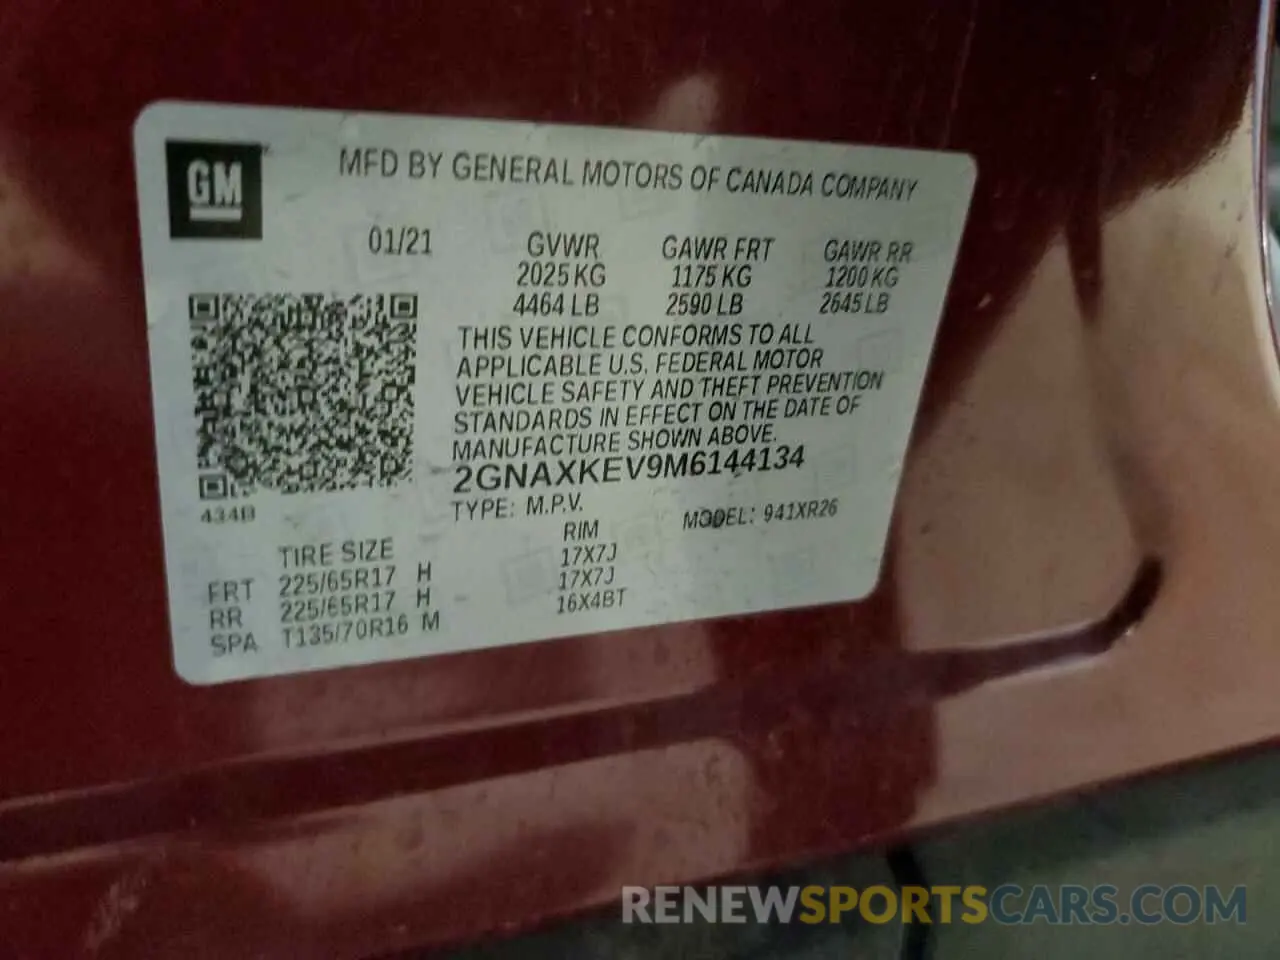 GM
MFD BY GENERAL MOTORS OF CANADA COMPANY
01/21 GVWR GAWR FRT GAWR RR
2025 KG 1175 KG 1200 KG
4464 LB 2590 LB 2645 LB
THIS VEHICLE CONFORMS TO ALL
APPLICABLE U.S. FEDERAL MOTOR
VEHICLE SAFETY AND THEFT PREVENTION
STANDARDS IN EFFECT ON THE DATE OF
MANUFACTURE SHOWN ABOVE.
2GNAXKEV9M6144134
434B
TYPE: M.P.V. MODEL: 941XR26
TIRE SIZE RIM
FRT 225/65R17 H 17X7J
RR 225/65R17 H 17X7J
SPA T135/70R16 M 16X4BT
RENEWSPORTSCARS.COM